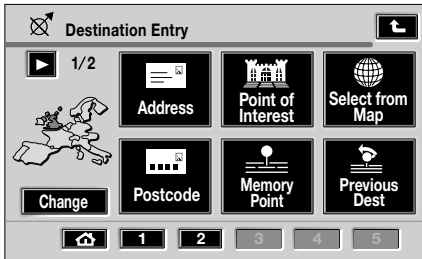 Destination Entry
1/2
Address
Point of
Interest
Select from
Map
Change
Postcode
Memory
Point
Previous
Dest
1 2 3 4 5